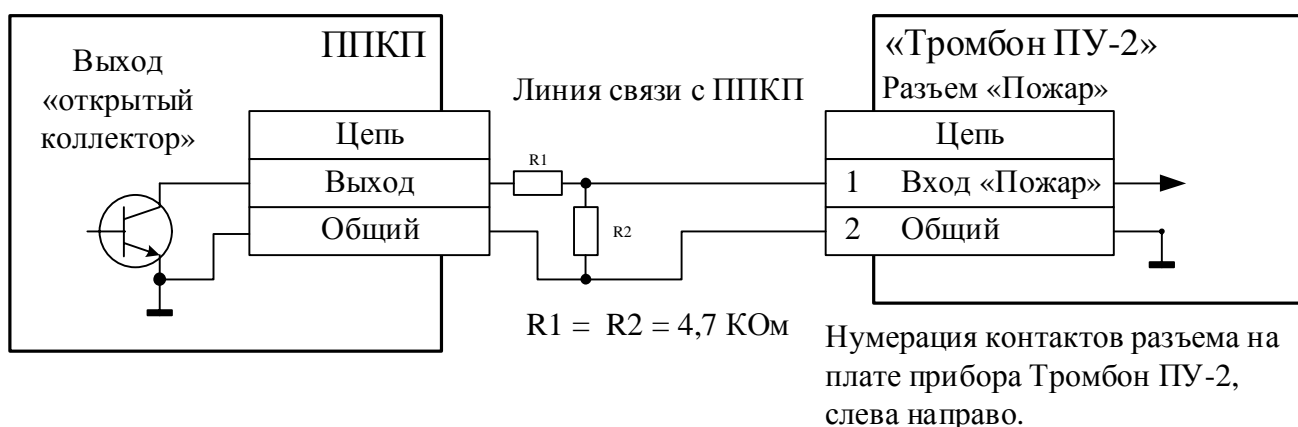 ППКП
Выход
«открытый
коллектор»
Цепь
Выход
Общий
Линия связи с ППКП
R1
R2
R1 = R2 = 4,7 КОм
«Тромбон ПУ-2»
Разъем «Пожар»
Цепь
1 Вход «Пожар»
2 Общий
Нумерация контактов разъема на
плате прибора Тромбон ПУ-2,
слева направо.